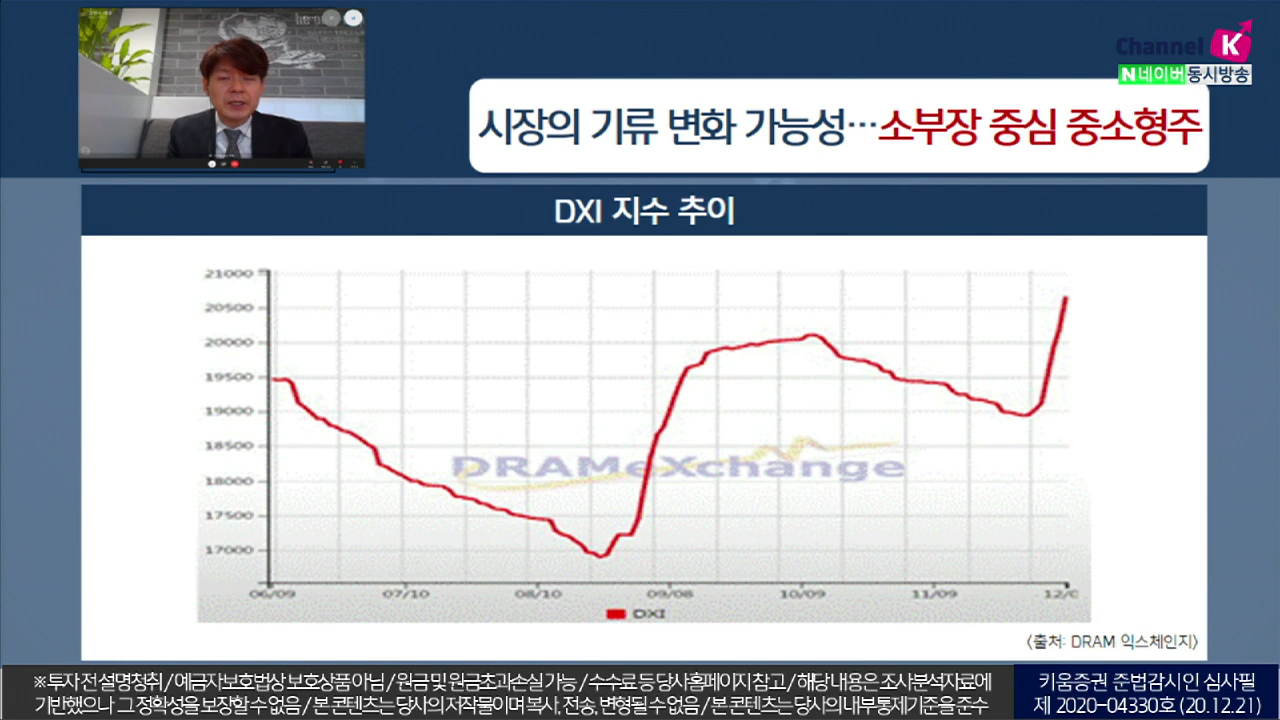 Channel K
N네이버 동시방송
시장의 기류 변화 가능성…소부장 중심 중소형주
DXI 지수 추이
21000
20500
20000
19500
19000
18500
18000
17500
17000
DRAMeXchange
06/09 07/10 08/10 09/08 10/09 11/09 12/0
DXI
<출처: DRAM 익스체인지>
※ 투자 전 설명청취 / 예금자보호법상 보호상품 아님 / 원금 및 원금초과손실 가능 / 수수료 등 당사홈페이지 참고 / 해당 내용은 조사분석자료에
기반했으나 그 정확성을 보장할 수 없음 / 본 콘텐츠는 당사의 저작물이며 복사, 전송, 변형될 수 없음 / 본 콘텐츠는 당사의 내부통제기준을 준수
키움증권 준법감시인 심사필
제 2020-04330호 (20.12.21)